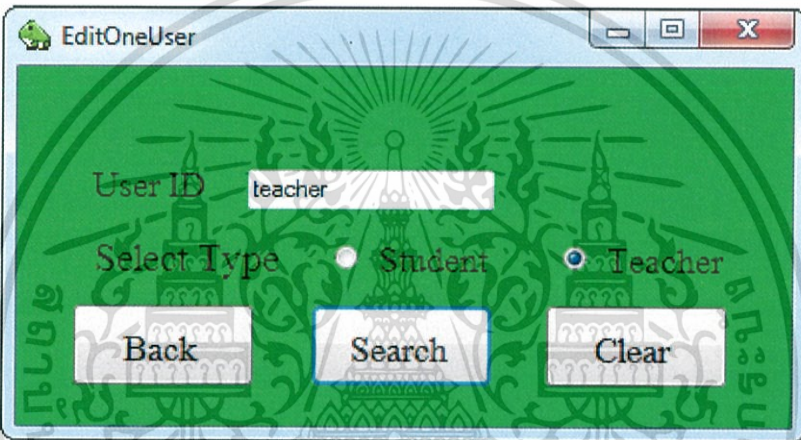 EditOneUser
User ID teacher
Select Type Student Teacher
Back Search Clear